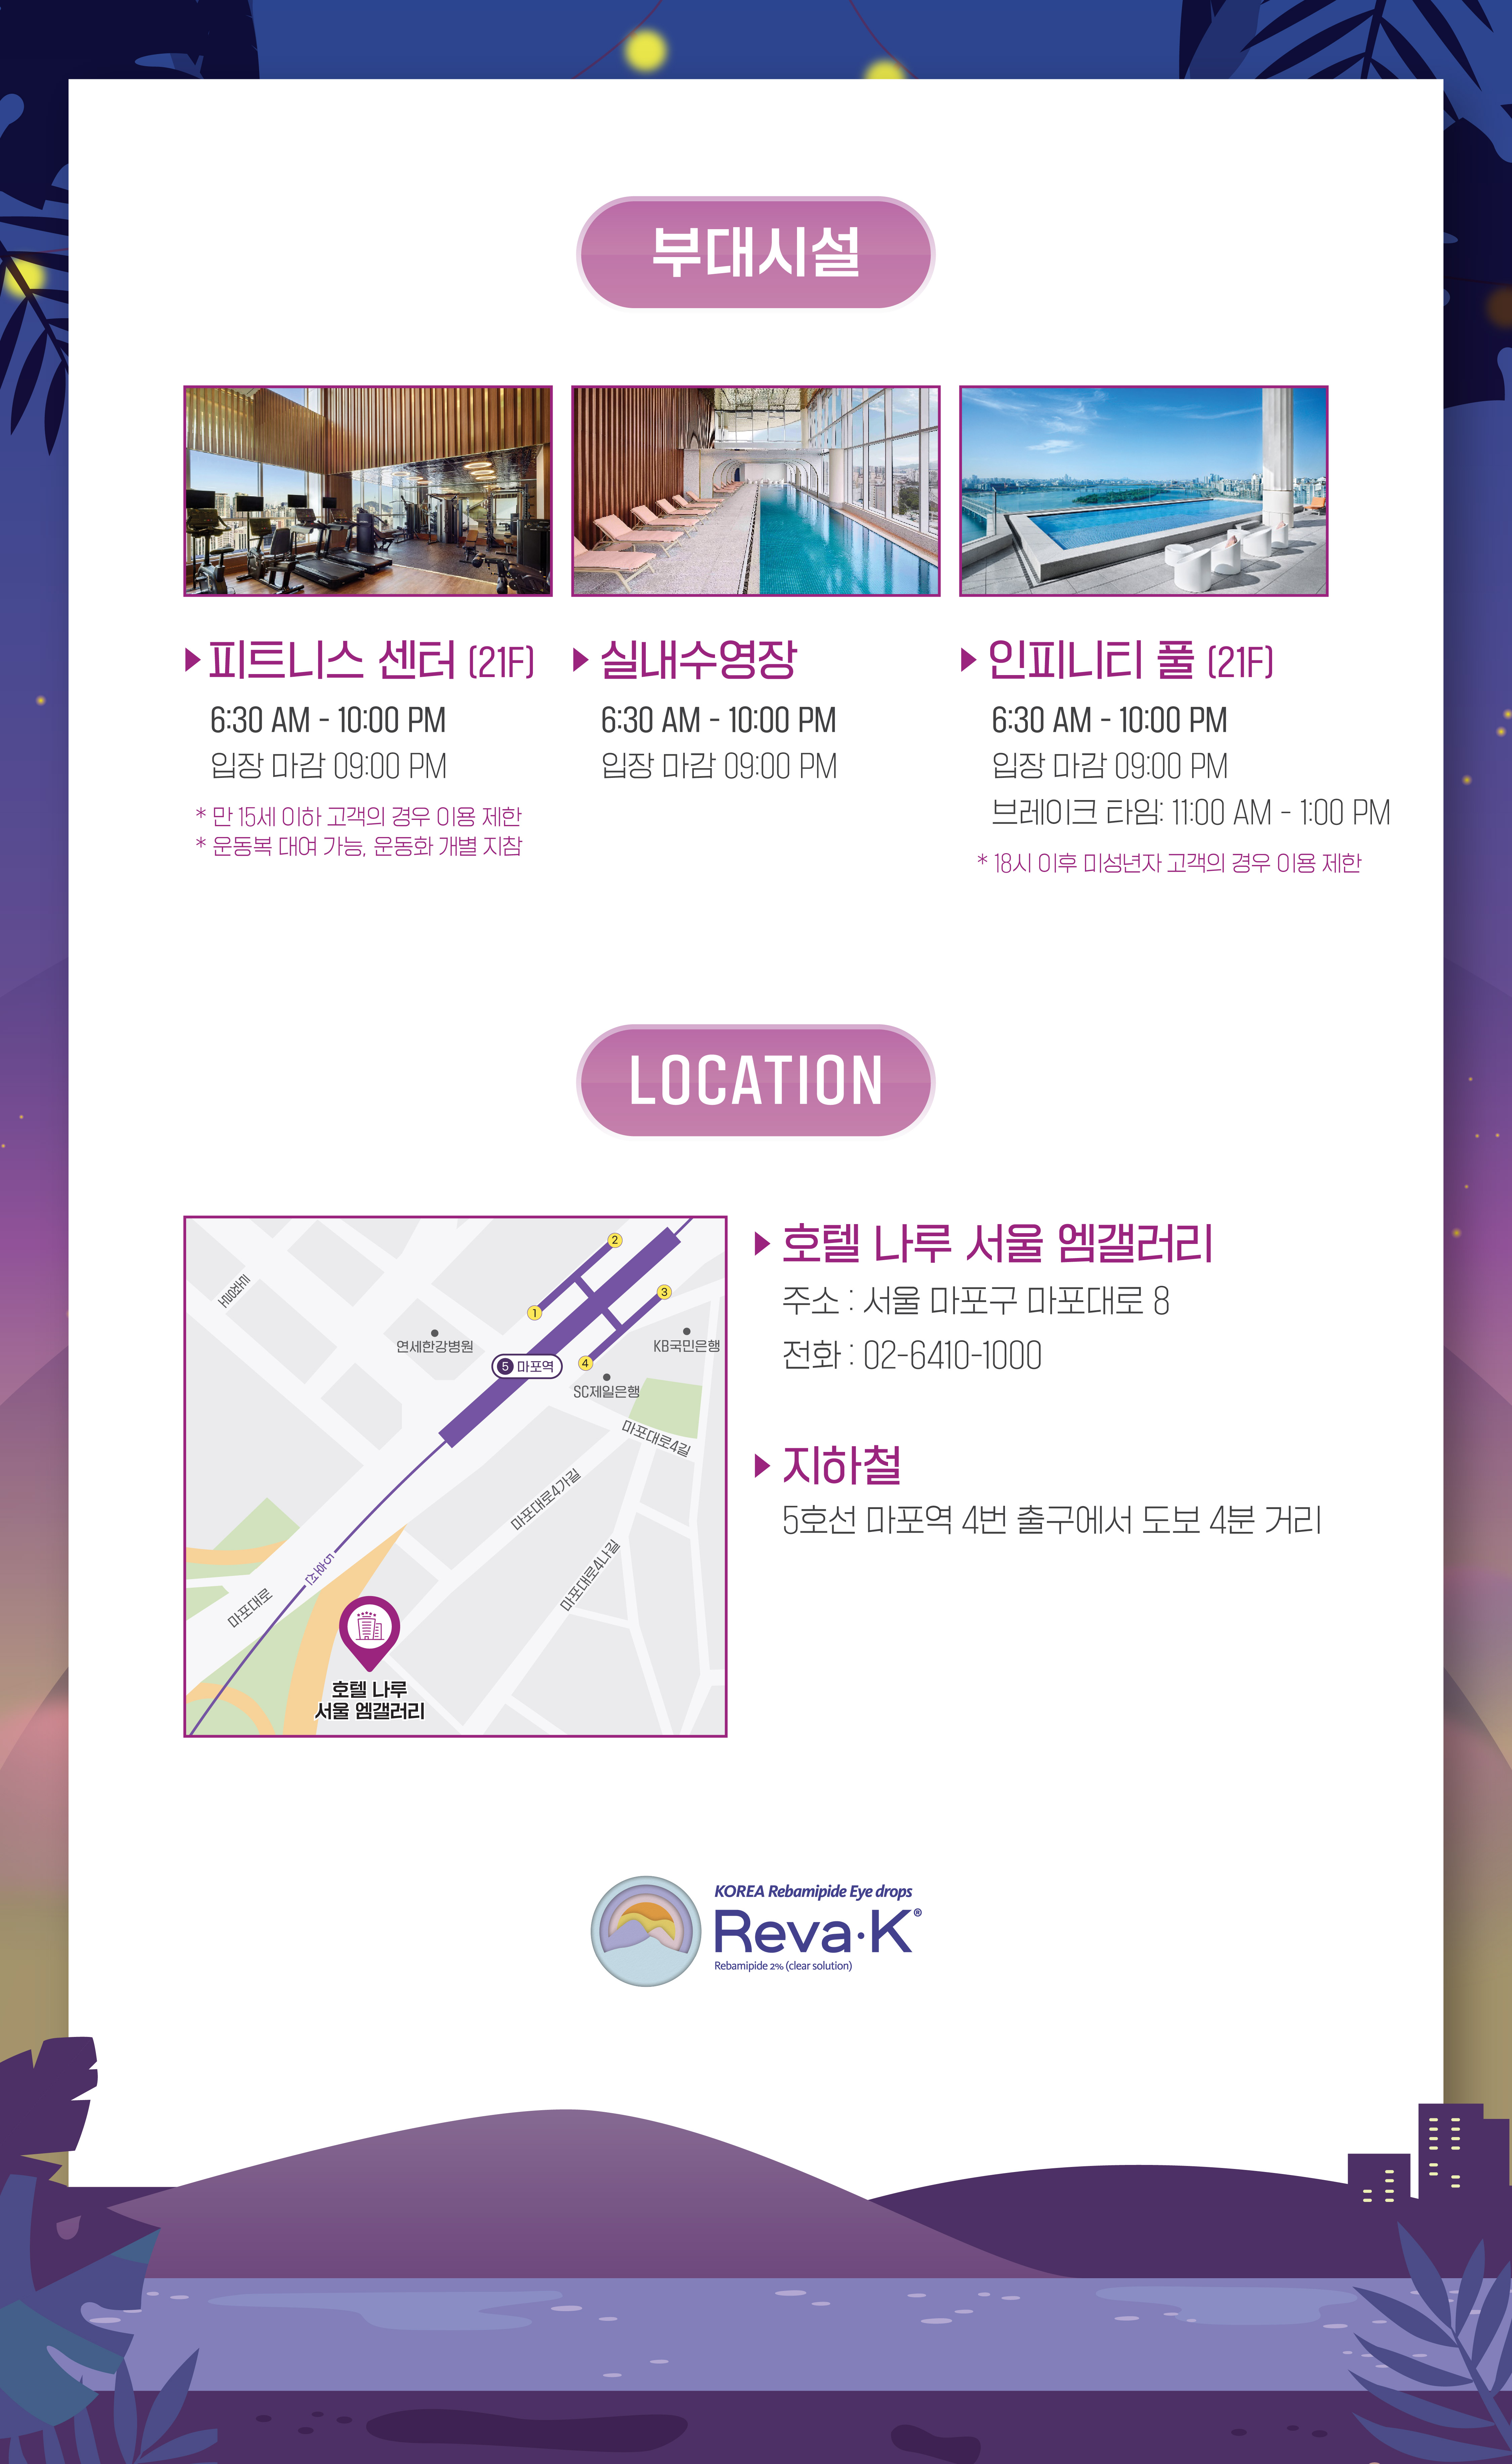 부대시설
▶ 피트니스 센터 (21F)
6:30 AM - 10:00 PM
입장 마감 09:00 PM
* 만 15세 이하 고객의 경우 이용 제한
* 운동복 대여 가능, 운동화 개별 지참
▶ 실내수영장
6:30 AM - 10:00 PM
입장 마감 09:00 PM
▶ 인피니티 풀 (21F)
6:30 AM - 10:00 PM
입장 마감 09:00 PM
브레이크 타임: 11:00 AM - 1:00 PM
* 18시 이후 미성년자 고객의 경우 이용 제한
LOCATION
토정로
2
3
1
연세한강병원
KB국민은행
5 마포역
4
SC제일은행
마포대로4길
마포대로4가길
마포대로4나길
5호선
마포대로
호텔 나루
서울 엠갤러리
▶ 호텔 나루 서울 엠갤러리
주소 : 서울 마포구 마포대로 8
전화 : 02-6410-1000
▶ 지하철
5호선 마포역 4번 출구에서 도보 4분 거리
KOREA Rebamipide Eye drops
Reva·K®
Rebamipide 2% (clear solution)